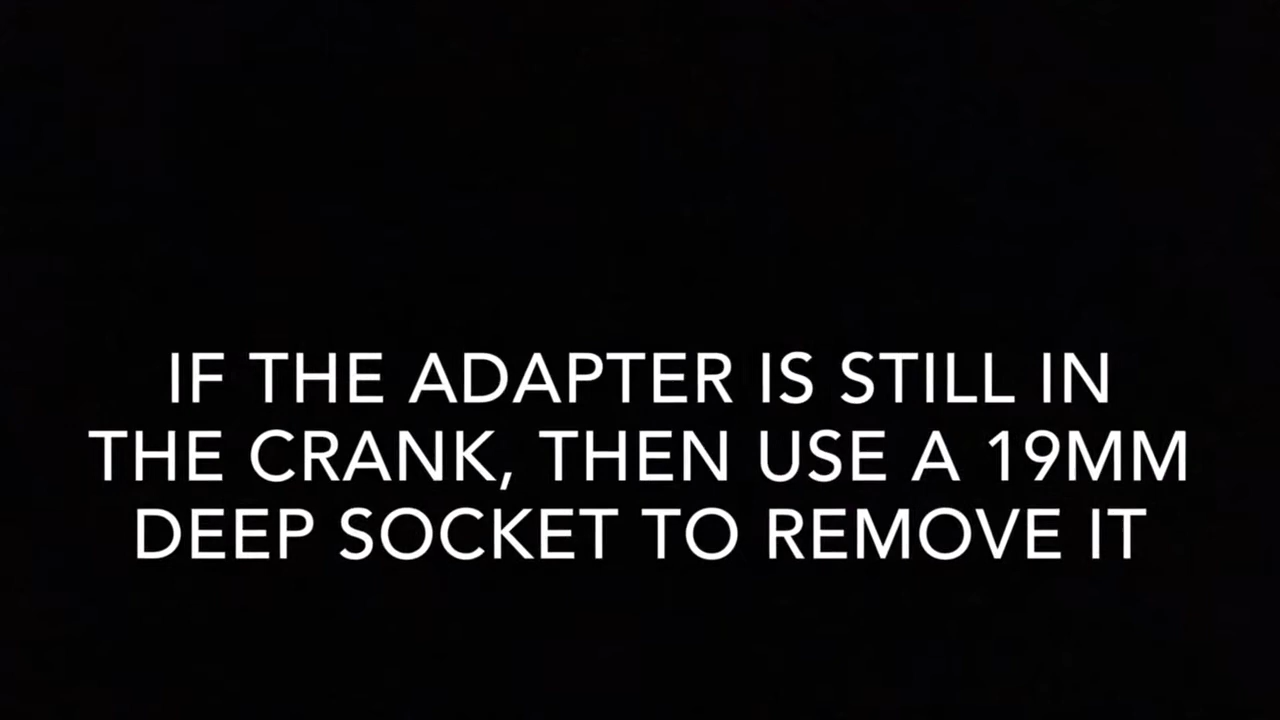 IF THE ADAPTER IS STILL IN
THE CRANK, THEN USE A 19MM
DEEP SOCKET TO REMOVE IT